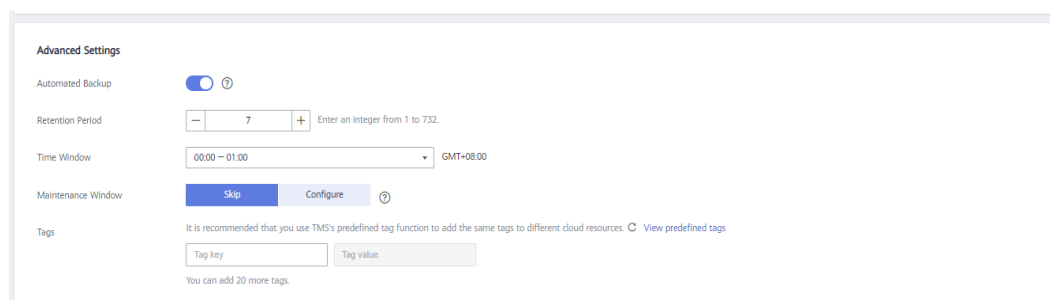 Advanced Settings
Automated Backup
Retention Period 7 Enter an integer from 1 to 732.
Time Window 00:00 — 01:00 GMT+08:00
Maintenance Window Skip Configure
Tags It is recommended that you use TMS's predefined tag function to add the same tags to different cloud resources. View predefined tags
Tag key Tag value
You can add 20 more tags.